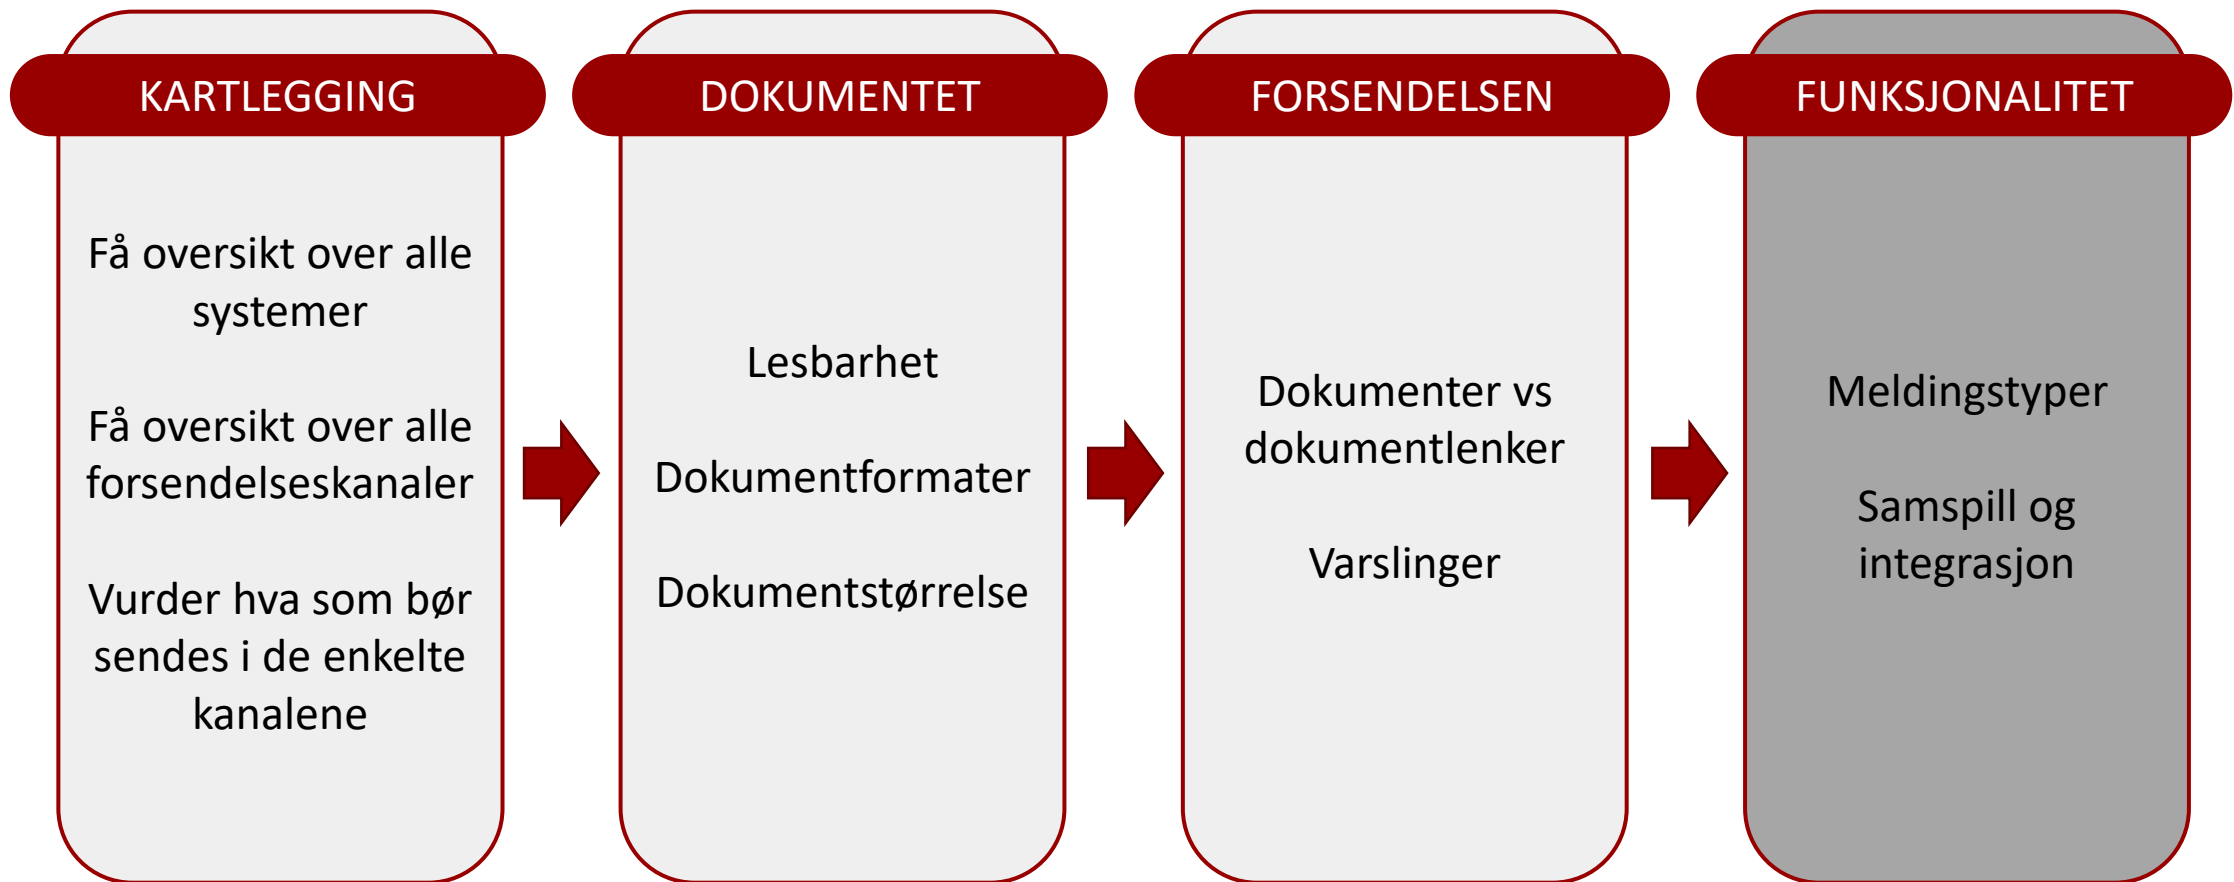 KARTLEGGING
Få oversikt over alle
systemer
Få oversikt over alle
forsendelseskanaler
Vurder hva som bør
sendes i de enkelte
kanalene
DOKUMENTET
Lesbarhet
Dokumentformater
Dokumentstørrelse
FORSENDELSEN
Dokumenter vs
dokumentlenker
Varslinger
FUNKSJONALITET
Meldingstyper
Samspill og
integrasjon